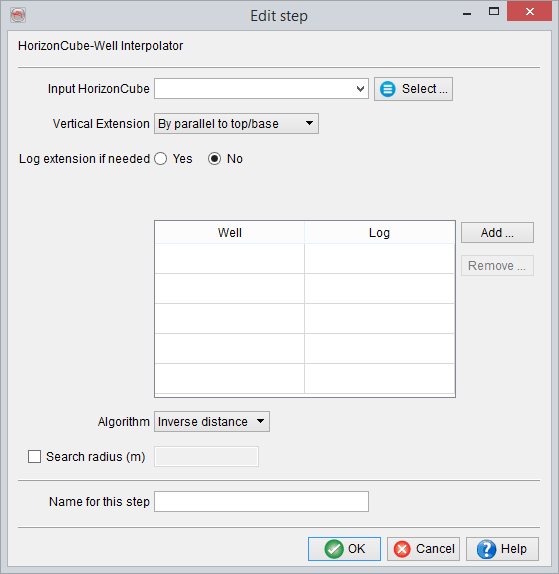 Edit step
HorizonCube-Well Interpolator
Input HorizonCube Select ...
Vertical Extension By parallel to top/base
Log extension if needed Yes No
Well Log Add ...
Remove ...
Algorithm Inverse distance
Search radius (m)
Name for this step
OK Cancel Help